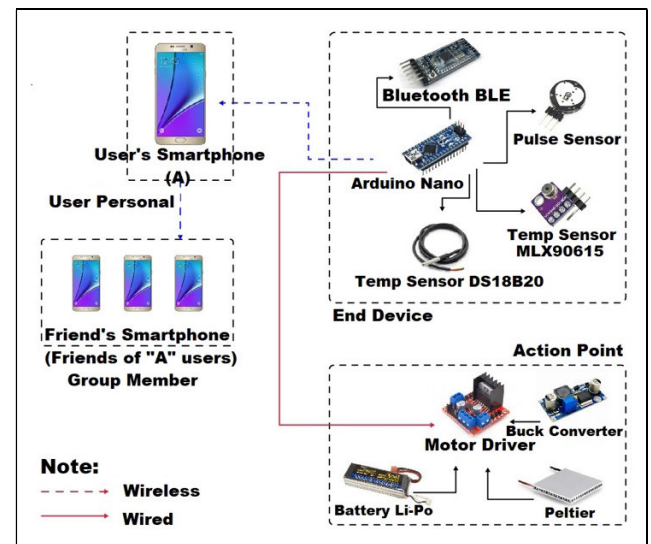 Bluetooth BLE
Pulse Sensor
User's Smartphone
(A)
Arduino Nano
User Personal
Temp Sensor
MLX90615
Temp Sensor DS18B20
End Device
Friend's Smartphone
(Friends of "A" users)
Group Member
Action Point
Buck Converter
Motor Driver
Note:
Wireless
Wired
Battery Li-Po
Peltier